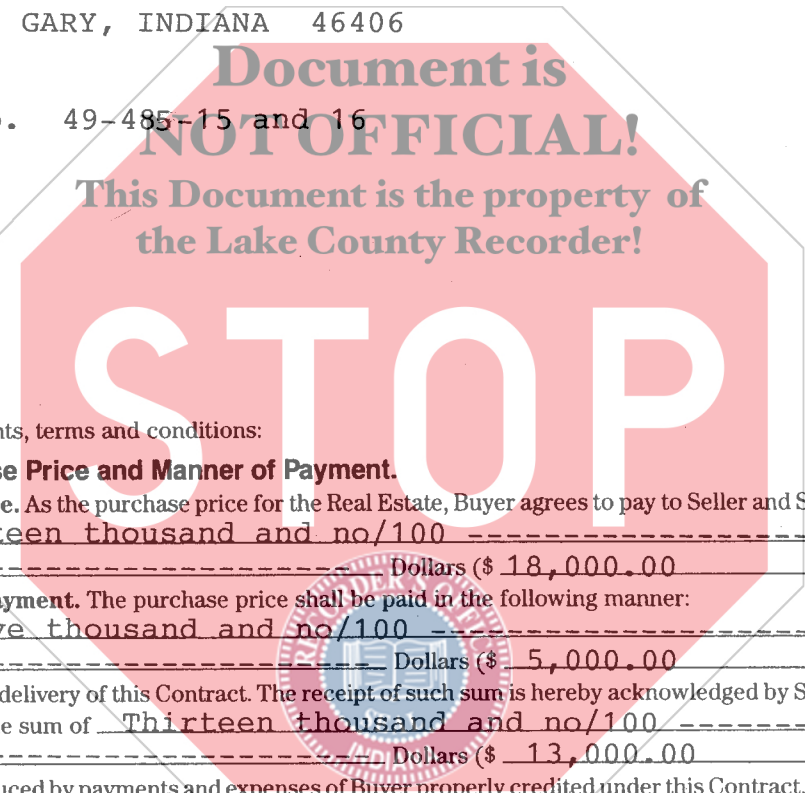 GARY, INDIANA 46406
Document is
49-485-15 and 16
NOT OFFICIAL!
This Document is the property of
the Lake County Recorder!
STOP
nts, terms and conditions:
se Price and Manner of Payment.
e. As the purchase price for the Real Estate, Buyer agrees to pay to Seller and S
teen thousand and no/100 --------------------
-------------------- Dollars ($ 18,000.00
ayment. The purchase price shall be paid in the following manner:
ve thousand and no/100 --------------------
-------------------- Dollars ($ 5,000.00
delivery of this Contract. The receipt of such sum is hereby acknowledged by S
e sum of Thirteen thousand and no/100 -------
-------------------- Dollars ($ 13,000.00
uced by payments and expenses of Buyer properly credited under this Contract.